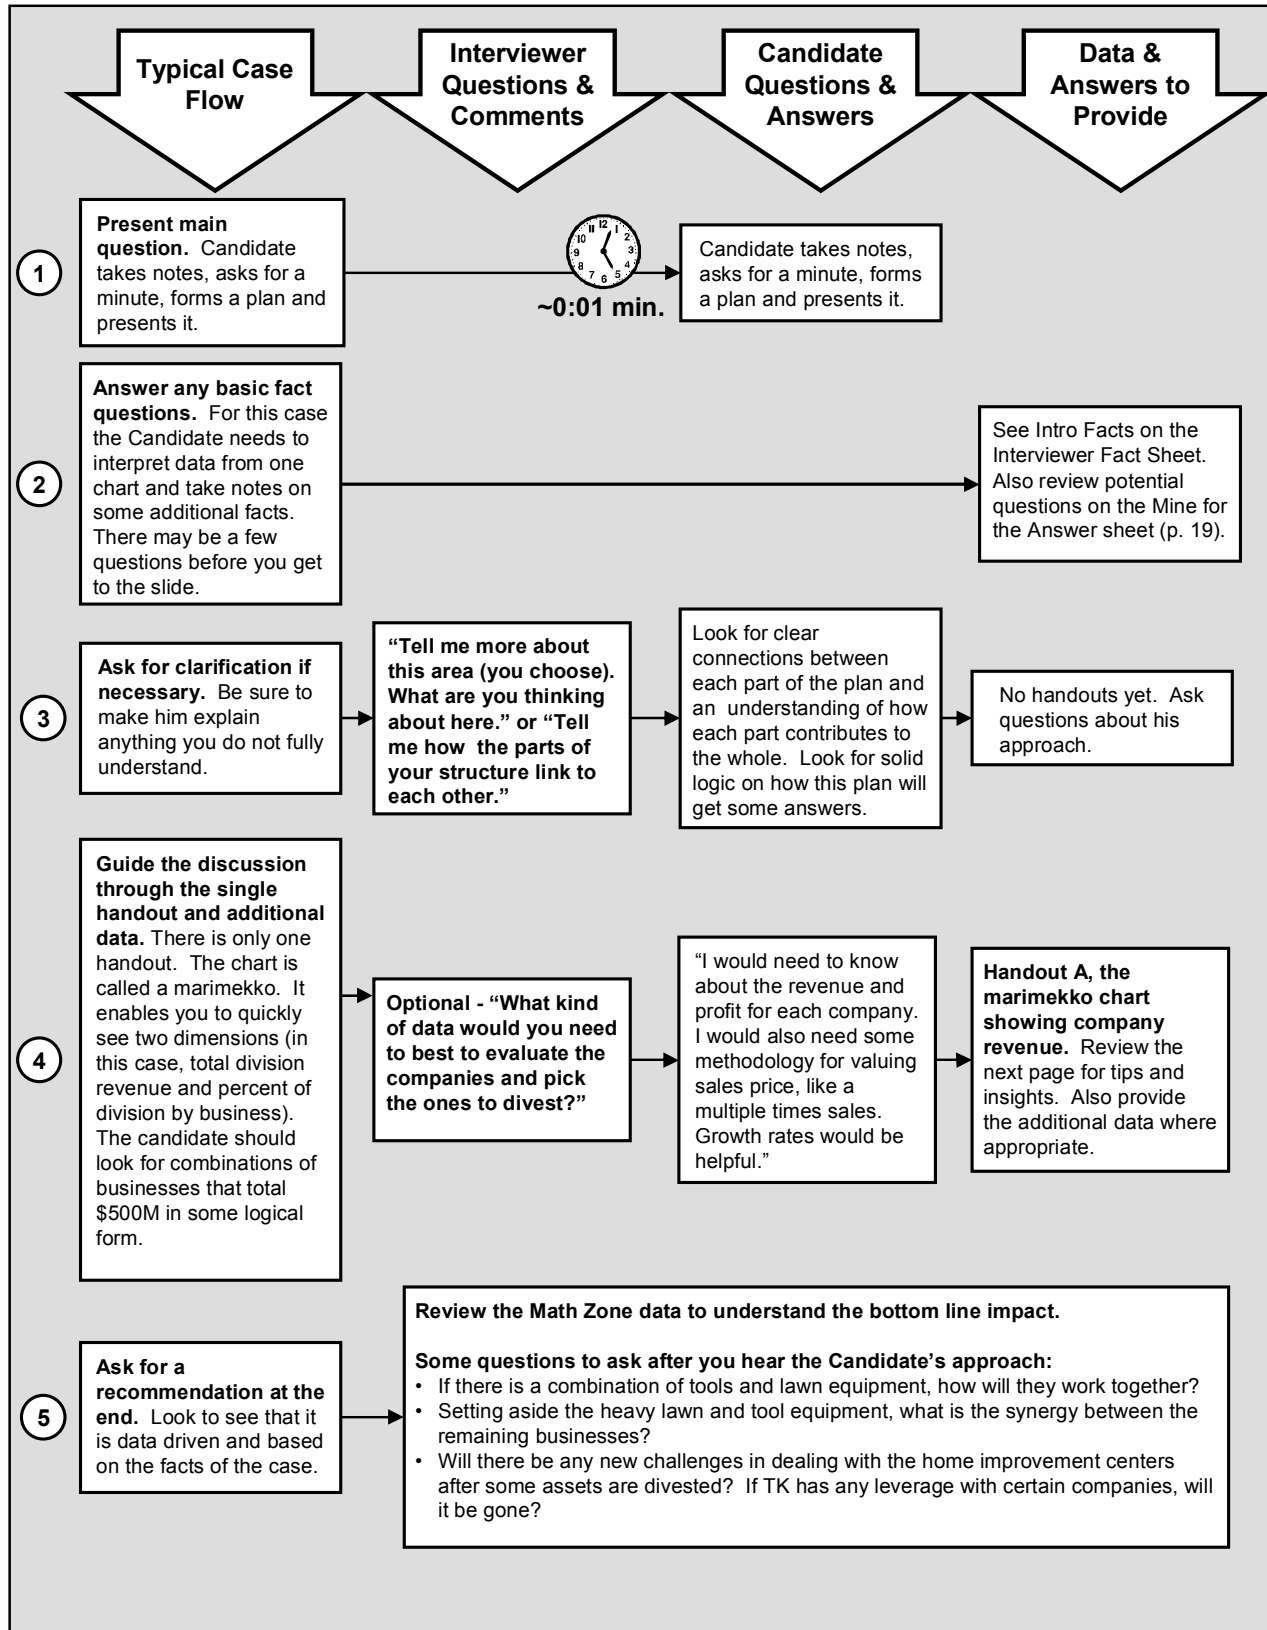 Typical Case
Flow
Interviewer
Questions &
Comments
Candidate
Questions &
Answers
Data &
Answers to
Provide
1
Present main
question. Candidate
takes notes, asks for a
minute, forms a plan and
presents it.
12
1
2
3
4
5
6
7
8
9
10
11
~0:01 min.
Candidate takes notes,
asks for a minute, forms
a plan and presents it.
2
Answer any basic fact
questions. For this case
the Candidate needs to
interpret data from one
chart and take notes on
some additional facts.
There may be a few
questions before you get
to the slide.
See Intro Facts on the
Interviewer Fact Sheet.
Also review potential
questions on the Mine for
the Answer sheet (p. 19).
3
Ask for clarification if
necessary. Be sure to
make him explain
anything you do not fully
understand.
“Tell me more about
this area (you choose).
What are you thinking
about here.” or “Tell
me how the parts of
your structure link to
each other.”
Look for clear
connections between
each part of the plan and
an understanding of how
each part contributes to
the whole. Look for solid
logic on how this plan will
get some answers.
No handouts yet. Ask
questions about his
approach.
4
Guide the discussion
through the single
handout and additional
data. There is only one
handout. The chart is
called a marimekko. It
enables you to quickly
see two dimensions (in
this case, total division
revenue and percent of
division by business).
The candidate should
look for combinations of
businesses that total
$500M in some logical
form.
Optional - “What kind
of data would you need
to best to evaluate the
companies and pick
the ones to divest?”
“I would need to know
about the revenue and
profit for each company.
I would also need some
methodology for valuing
sales price, like a
multiple times sales.
Growth rates would be
helpful.”
Handout A, the
marimekko chart
showing company
revenue. Review the
next page for tips and
insights. Also provide
the additional data where
appropriate.
5
Ask for a
recommendation at the
end. Look to see that it
is data driven and based
on the facts of the case.
Review the Math Zone data to understand the bottom line impact.
Some questions to ask after you hear the Candidate’s approach:
• If there is a combination of tools and lawn equipment, how will they work together?
• Setting aside the heavy lawn and tool equipment, what is the synergy between the
remaining businesses?
• Will there be any new challenges in dealing with the home improvement centers
after some assets are divested? If TK has any leverage with certain companies, will
it be gone?